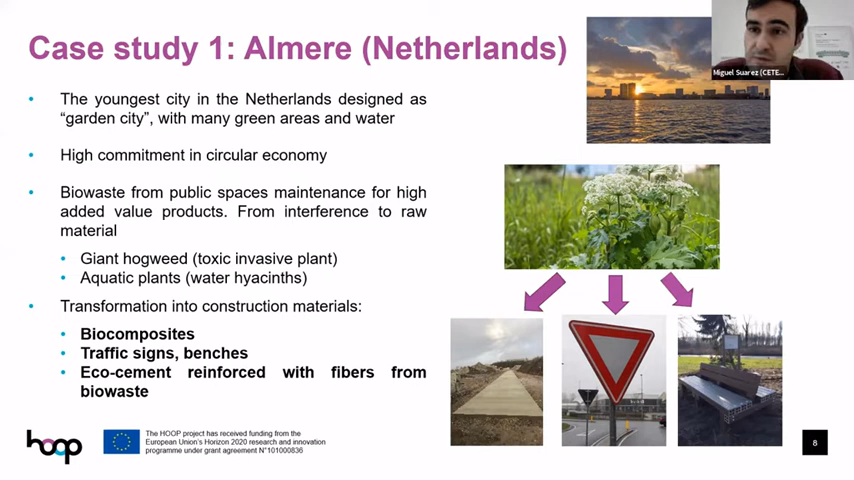 Case study 1: Almere (Netherlands)
Miguel Suarez (CETE...
• The youngest city in the Netherlands designed as
“garden city”, with many green areas and water
• High commitment in circular economy
• Biowaste from public spaces maintenance for high
added value products. From interference to raw
material
• Giant hogweed (toxic invasive plant)
• Aquatic plants (water hyacinths)
• Transformation into construction materials:
• Biocomposites
• Traffic signs, benches
• Eco-cement reinforced with fibers from
biowaste
hoop
The HOOP project has received funding from the
European Union's Horizon 2020 research and innovation
programme under grant agreement N°101000836
8